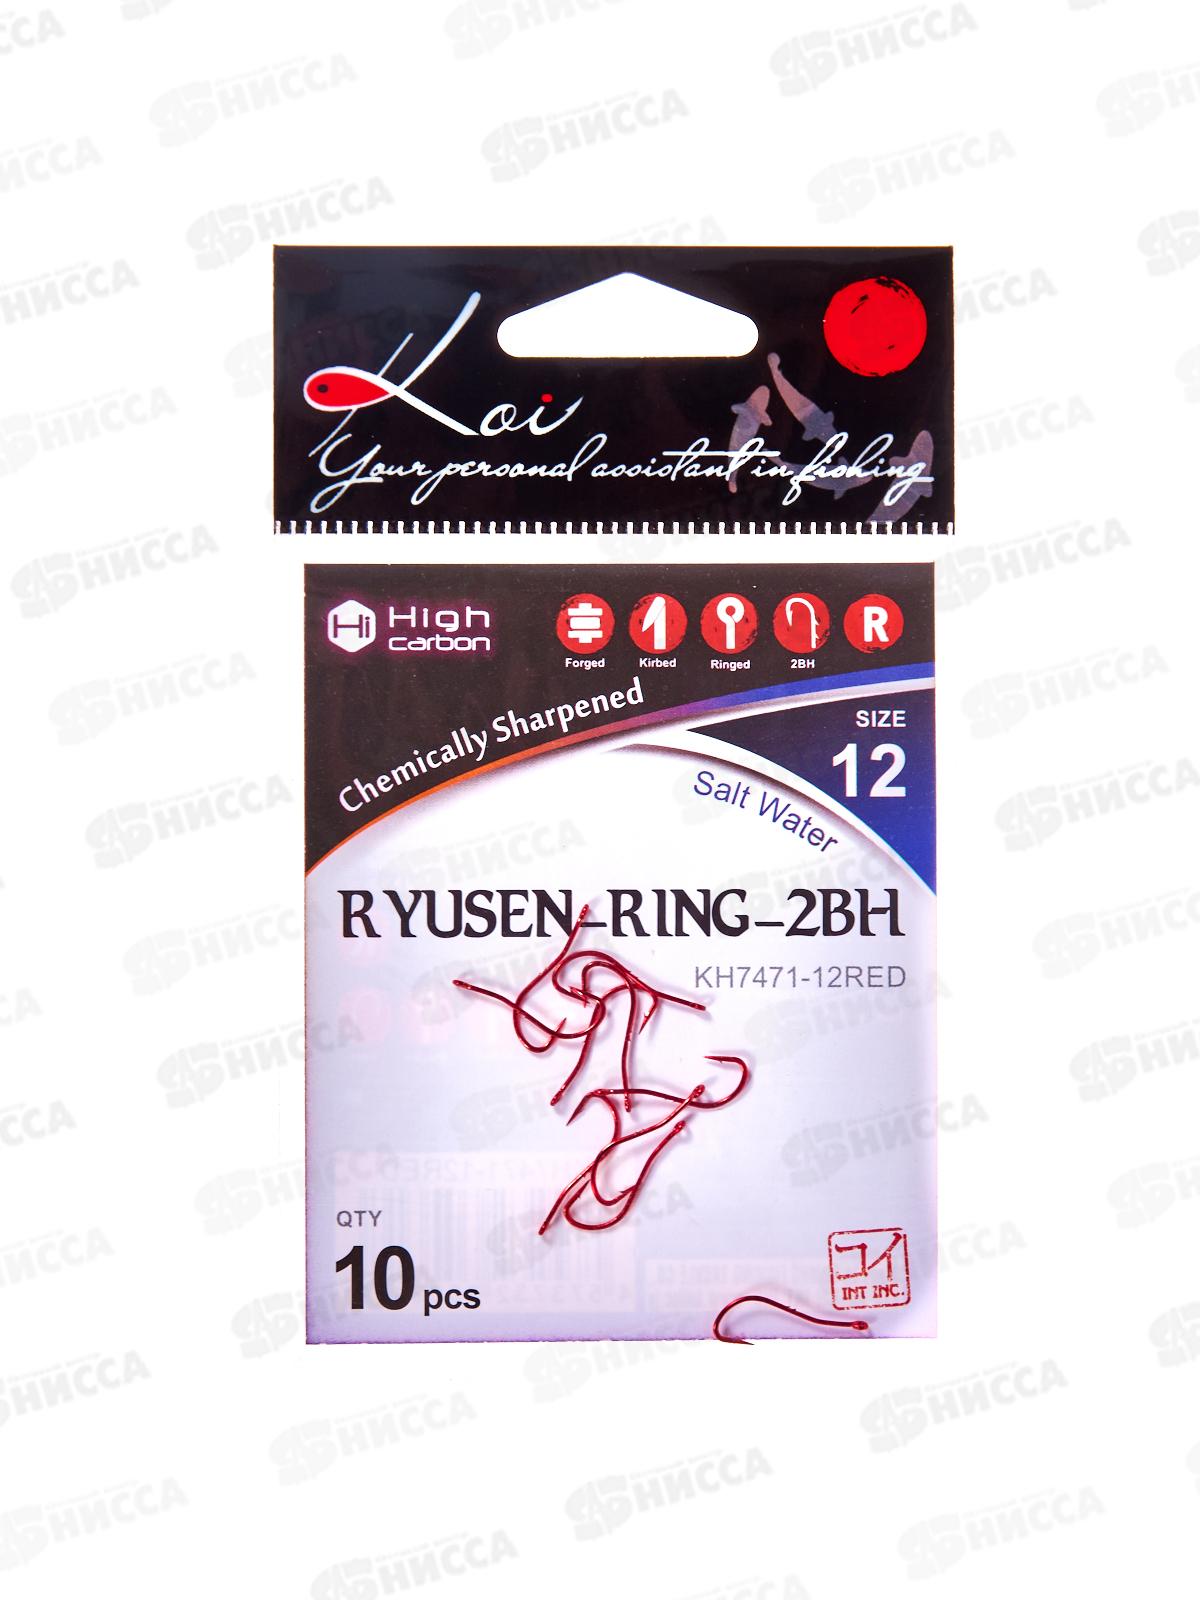 Koi
Your personal assistant in fishing
Hi High
carbon
Forged
Kirbed
Ringed
2BH
R
Chemically Sharpened
SIZE
12
Salt Water
RYUSEN-RING-2BH
KH7471-12RED
QTY
10 pcs
コイ
INT INC.
НИССА